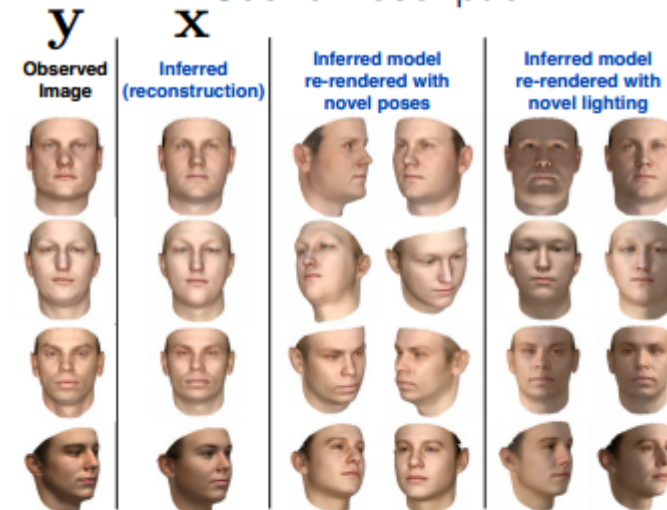 y
x
Observed
Image
Inferred
(reconstruction)
Inferred model
re-rendered with
novel poses
Inferred model
re-rendered with
novel lighting